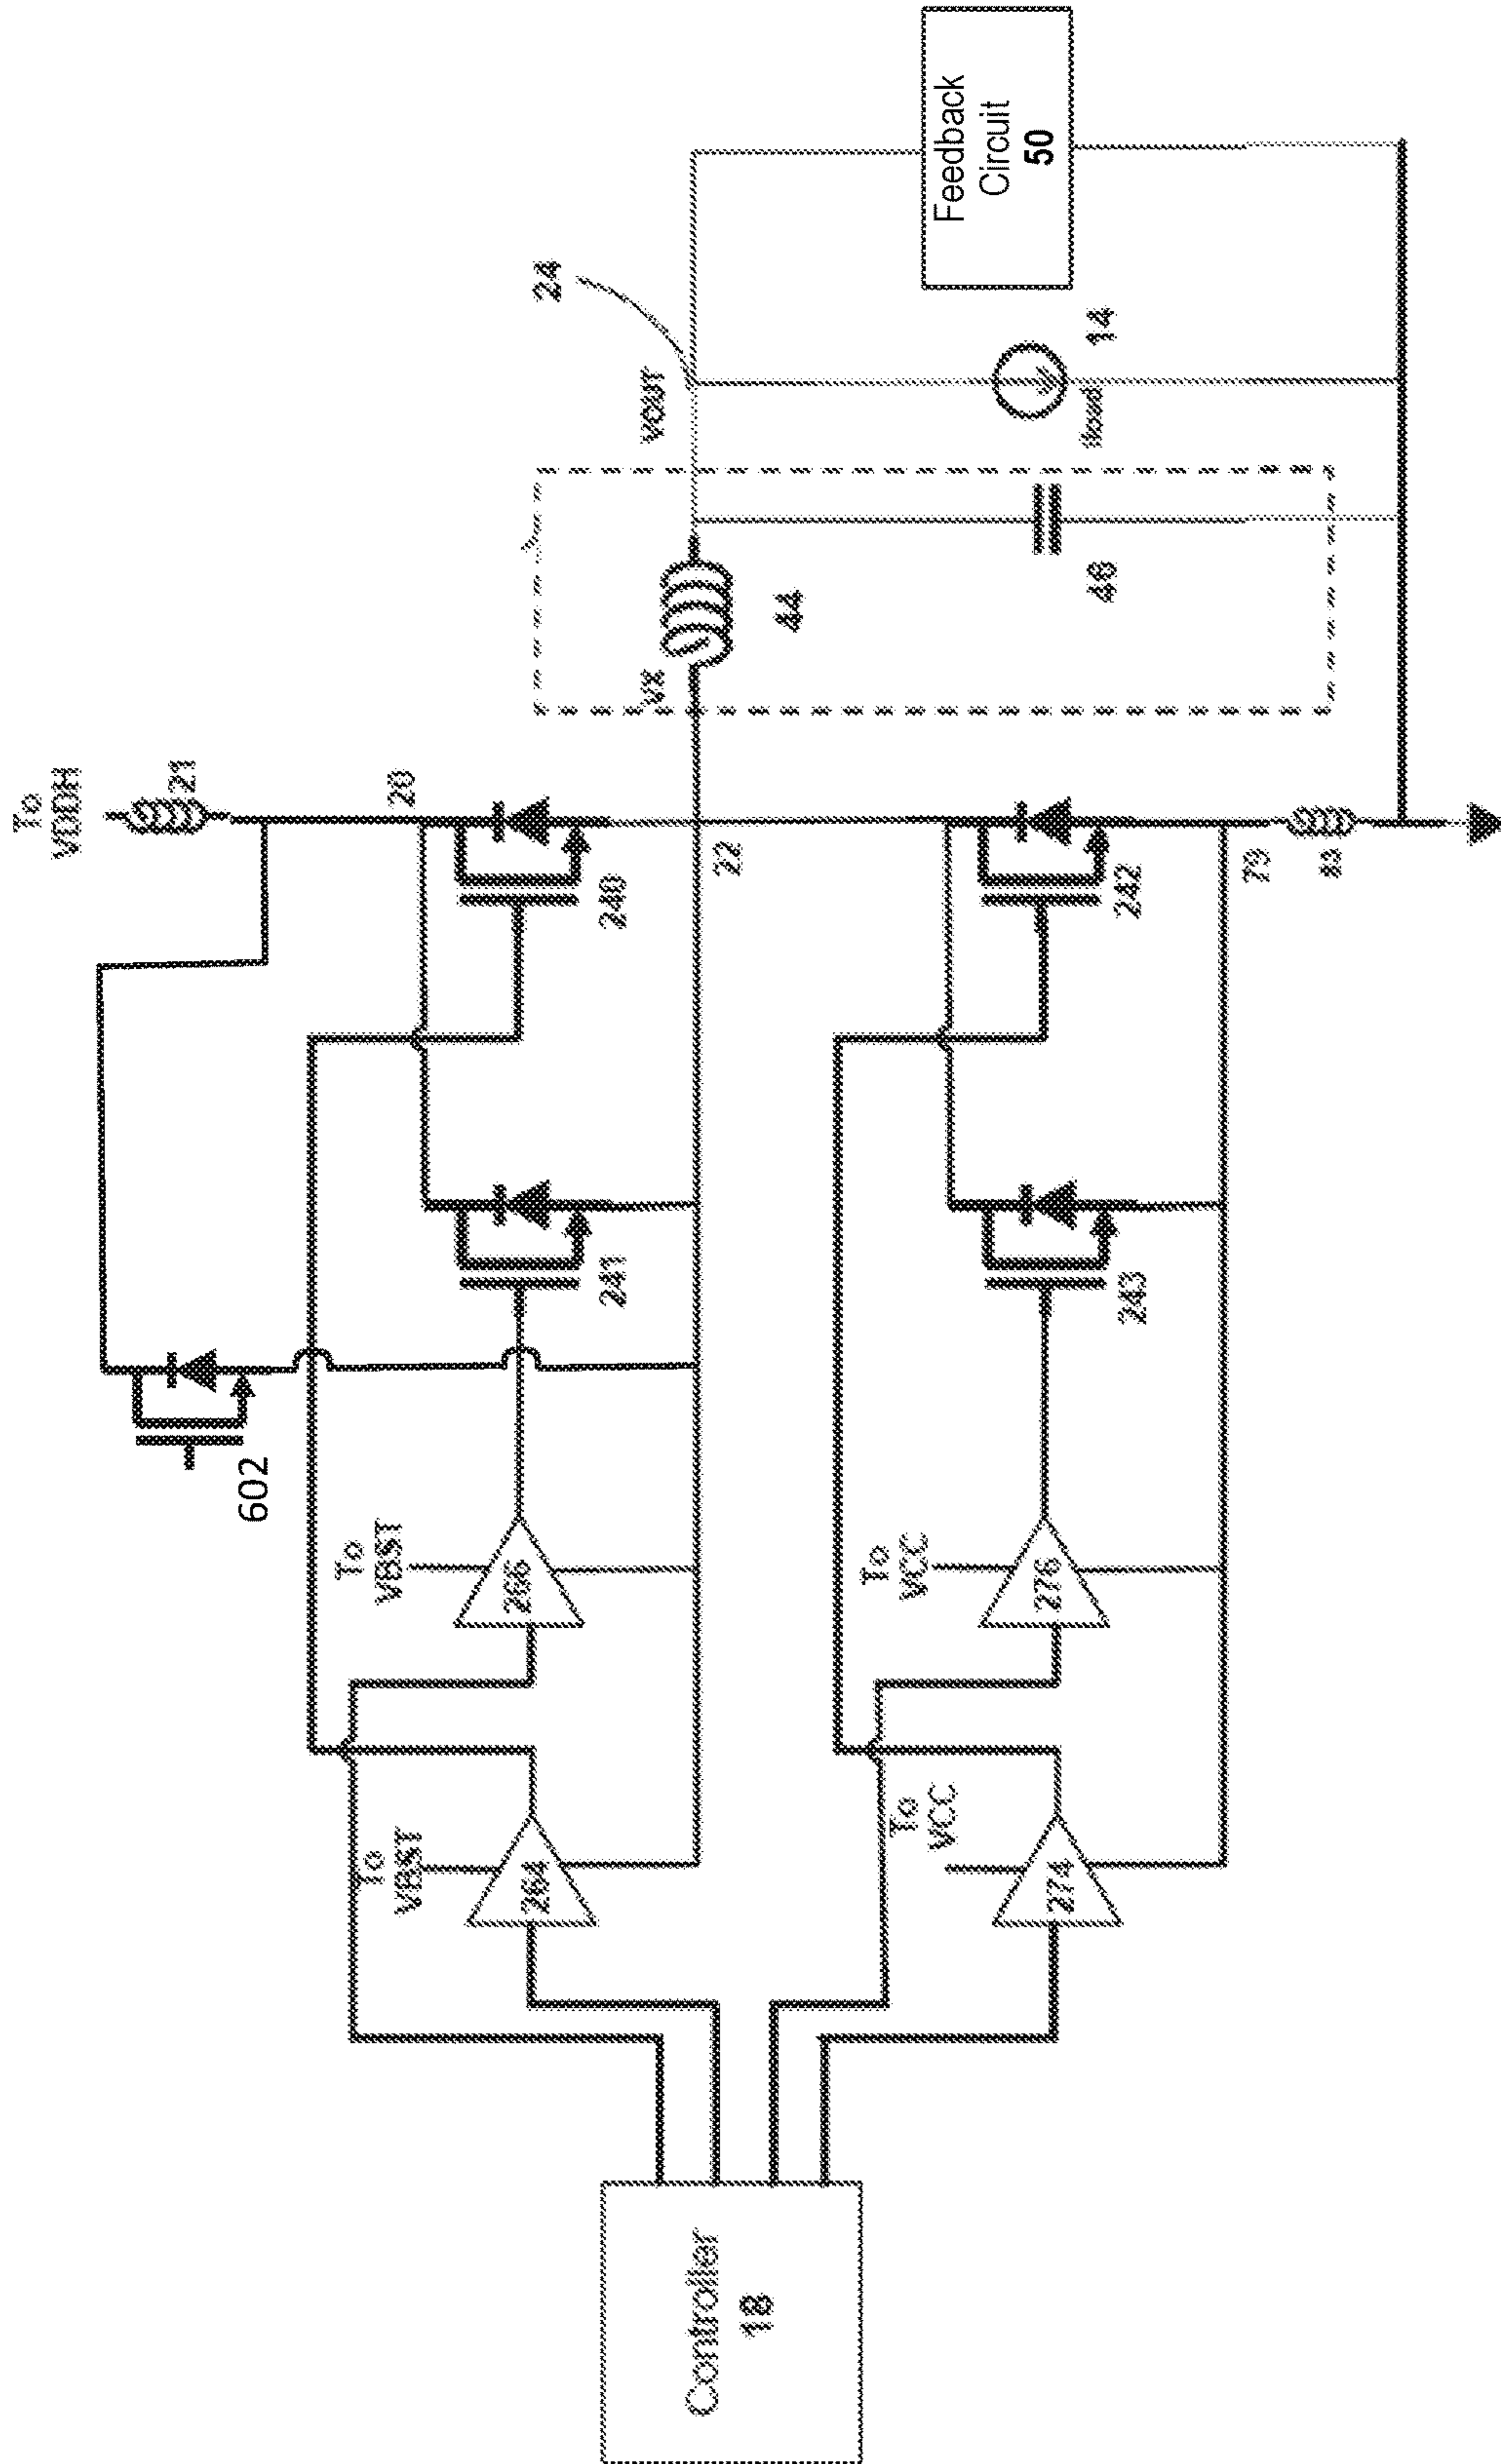 To
VDDH
21
20
602
240
241
22
To
VBST
266
To
VBST
264
VX
44
46
VOUT
24
Iload
14
Feedback
Circuit
50
Controller
18
To
VCC
276
To
VCC
274
242
243
79